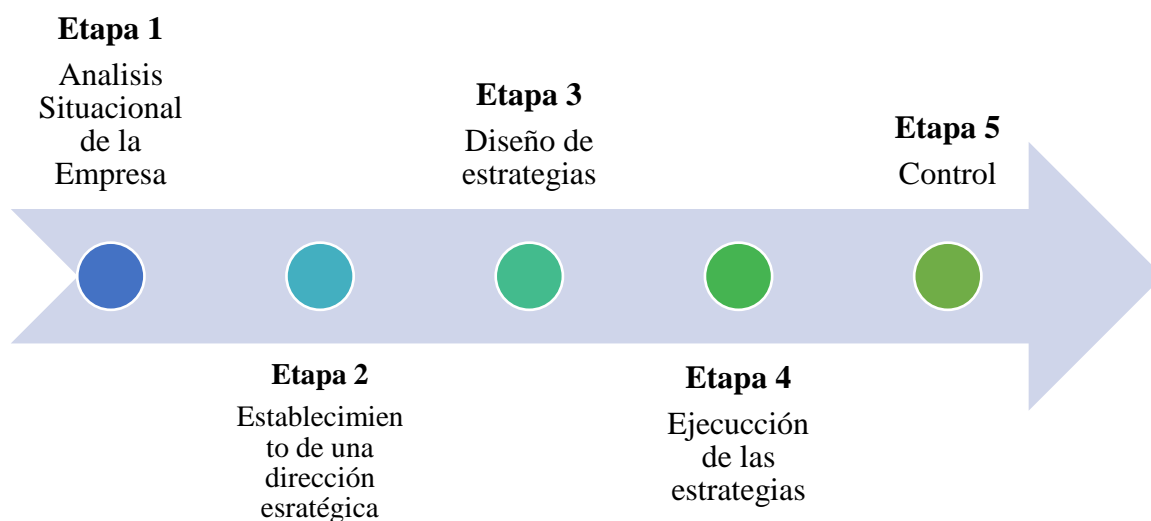 Etapa 1
Analisis
Situacional
de la
Empresa
Etapa 2
Establecimien
to de una
dirección
esratégica
Etapa 3
Diseño de
estrategias
Etapa 4
Ejecucción
de las
estrategias
Etapa 5
Control